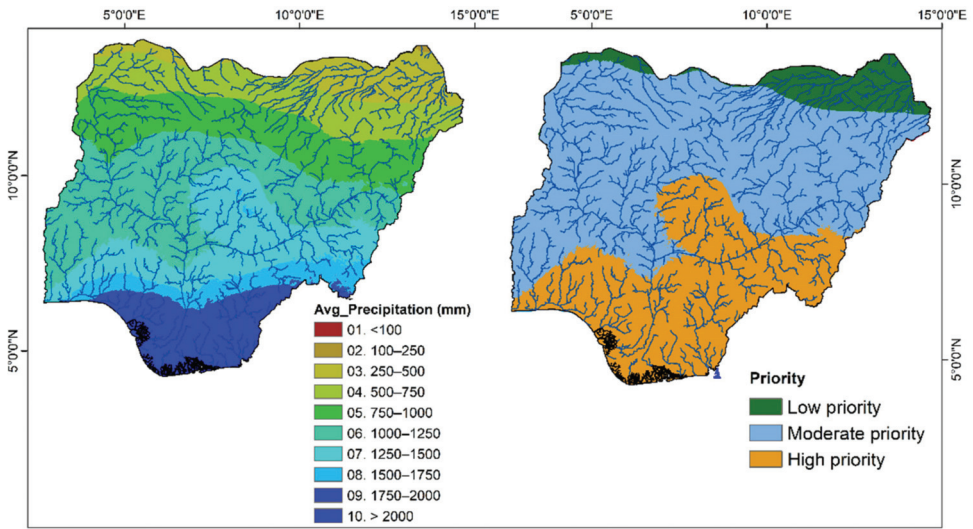 5°0'0"E 10°0'0"E 15°0'0"E 5°0'0"E 10°0'0"E 15°0'0"E
10°0'0"N
5°0'0"N
10°0'0"N
5°0'0"N
Avg_Precipitation (mm)
01. <100
02. 100–250
03. 250–500
04. 500–750
05. 750–1000
06. 1000–1250
07. 1250–1500
08. 1500–1750
09. 1750–2000
10. > 2000
Priority
Low priority
Moderate priority
High priority